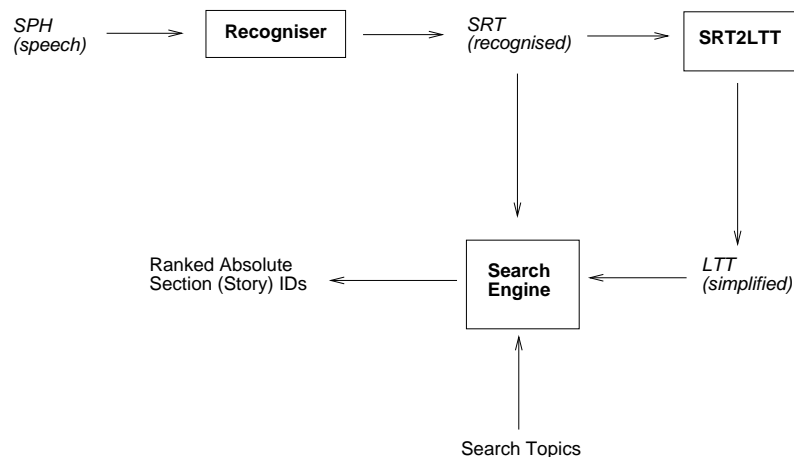 SPH
(speech)
Recogniser
SRT
(recognised)
SRT2LTT
Ranked Absolute
Section (Story) IDs
Search
Engine
LTT
(simplified)
Search Topics